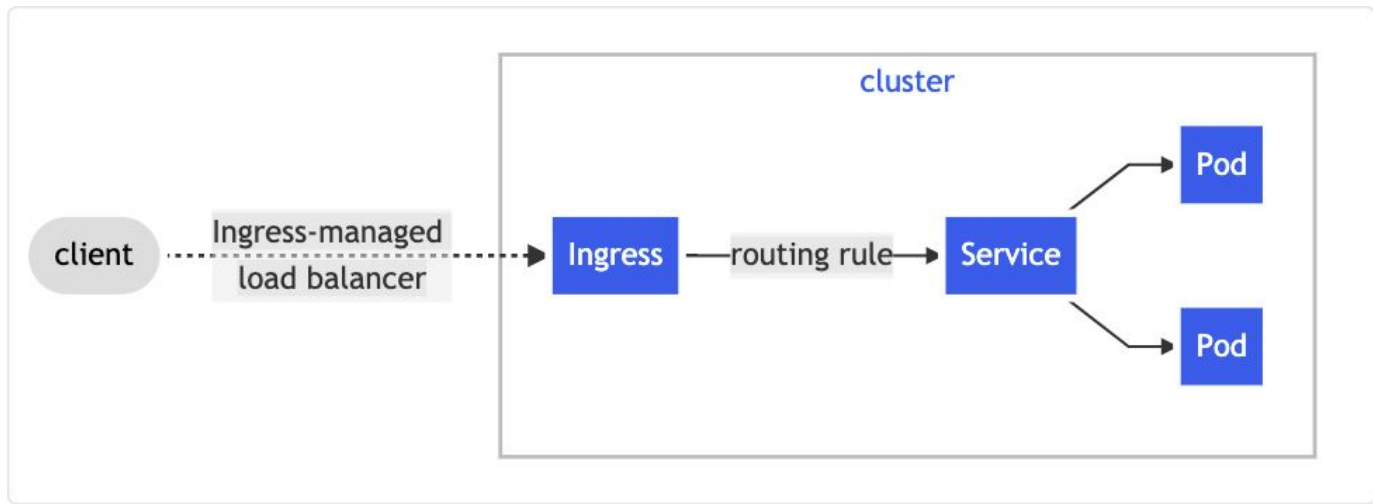 cluster
Pod
client
Ingress-managed
load balancer
Ingress
routing rule
Service
Pod